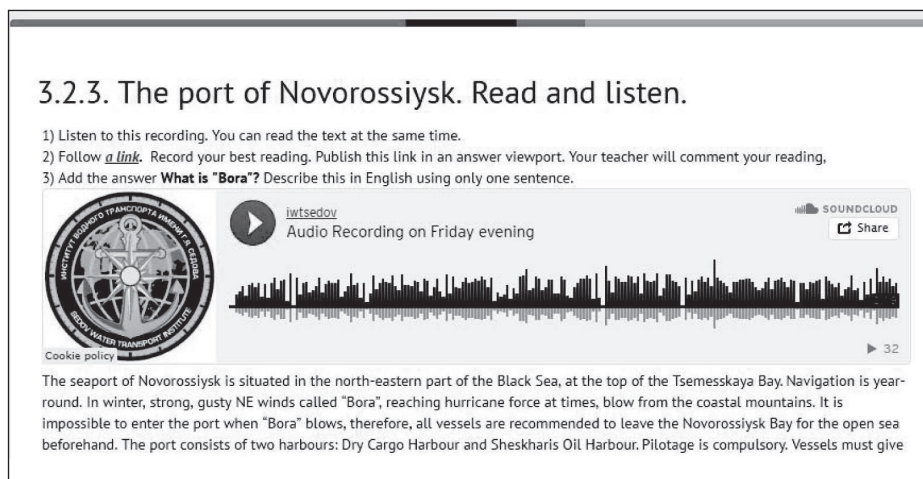 3.2.3. The port of Novorossiysk. Read and listen.
1) Listen to this recording. You can read the text at the same time.
2) Follow a link. Record your best reading. Publish this link in an answer viewport. Your teacher will comment your reading,
3) Add the answer What is "Bora"? Describe this in English using only one sentence.
ИНСТИТУТ ВОДНОГО ТРАНСПОРТА ИМЕНИ Г.Я. СЕДОВА
SEDOV WATER TRANSPORT INSTITUTE
Cookie policy
iwtsedov
Audio Recording on Friday evening
SOUNDCLOUD
Share
32
The seaport of Novorossiysk is situated in the north-eastern part of the Black Sea, at the top of the Tsemesskaya Bay. Navigation is year-
round. In winter, strong, gusty NE winds called "Bora", reaching hurricane force at times, blow from the coastal mountains. It is
impossible to enter the port when "Bora" blows, therefore, all vessels are recommended to leave the Novorossiysk Bay for the open sea
beforehand. The port consists of two harbours: Dry Cargo Harbour and Sheskharis Oil Harbour. Pilotage is compulsory. Vessels must give